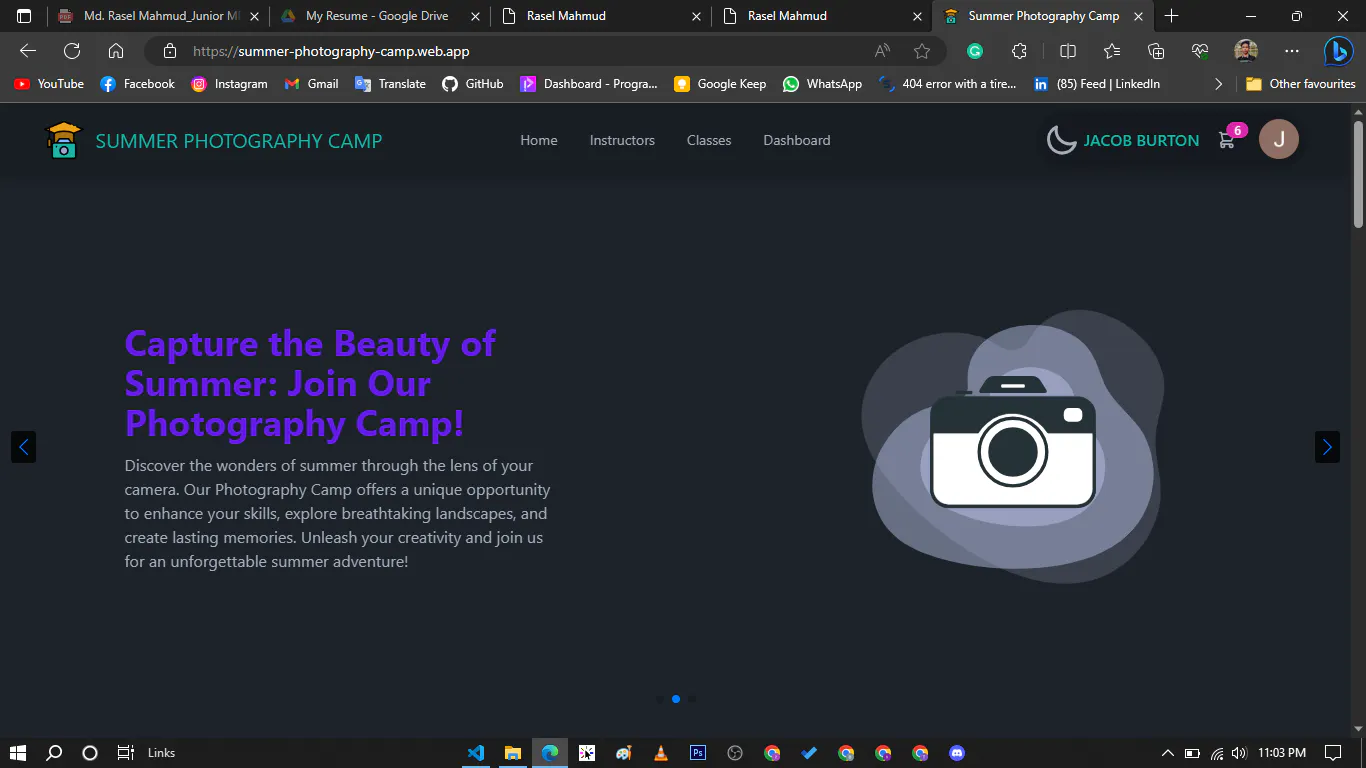 Md. Rasel Mahmud_Junior M
My Resume - Google Drive
Rasel Mahmud
Rasel Mahmud
Summer Photography Camp
https://summer-photography-camp.web.app
YouTube
Facebook
Instagram
Gmail
Translate
GitHub
Dashboard - Progra...
Google Keep
WhatsApp
404 error with a tire...
(85) Feed | LinkedIn
Other favourites
SUMMER PHOTOGRAPHY CAMP
Home
Instructors
Classes
Dashboard
JACOB BURTON
6
J
Capture the Beauty of
Summer: Join Our
Photography Camp!
Discover the wonders of summer through the lens of your
camera. Our Photography Camp offers a unique opportunity
to enhance your skills, explore breathtaking landscapes, and
create lasting memories. Unleash your creativity and join us
for an unforgettable summer adventure!
Links
Ps
11:03 PM